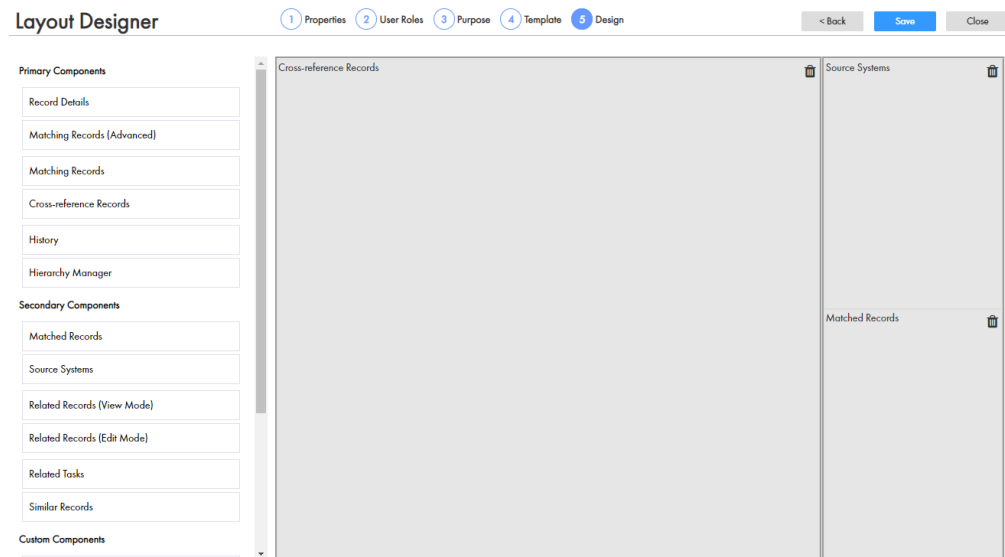 Layout Designer
1 Properties 2 User Roles 3 Purpose 4 Template 5 Design
< Back Save Close
Primary Components
Record Details
Matching Records (Advanced)
Matching Records
Cross-reference Records
History
Hierarchy Manager
Secondary Components
Matched Records
Source Systems
Related Records (View Mode)
Related Records (Edit Mode)
Related Tasks
Similar Records
Custom Components
Cross-reference Records
Source Systems
Matched Records